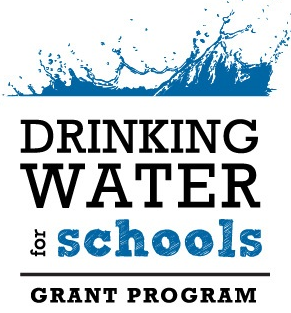 DRINKING
WATER
for schools
GRANT PROGRAM